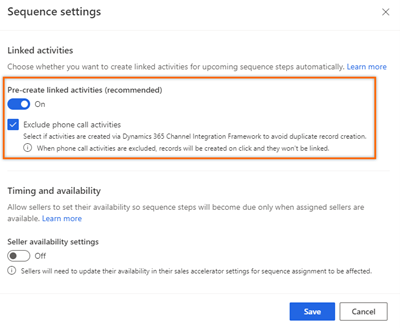 Sequence settings
Linked activities
Choose whether you want to create linked activities for upcoming sequence steps automatically. Learn more
Pre-create linked activities (recommended)
On
Exclude phone call activities
Select if activities are created via Dynamics 365 Channel Integration Framework to avoid duplicate record creation.
When phone call activities are excluded, records will be created on click and they won't be linked.
Timing and availability
Allow sellers to set their availability so sequence steps will become due only when assigned sellers are
available. Learn more
Seller availability settings
Off
Sellers will need to update their availability in their sales accelerator settings for sequence assignment to be affected.
Save
Cancel